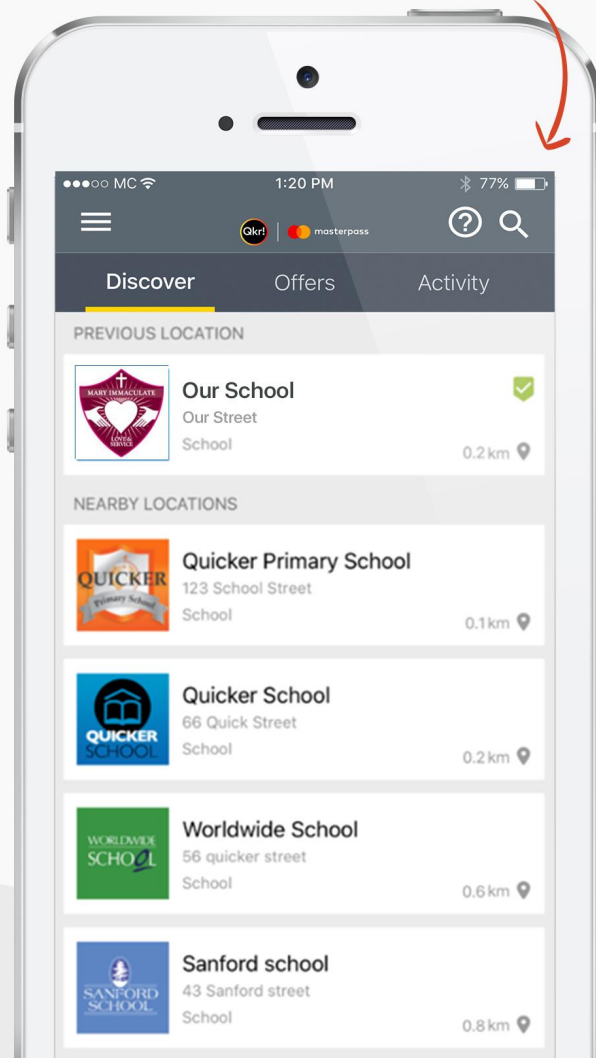 MC
1:20 PM
77%
Qkr!
masterpass
Discover
Offers
Activity
PREVIOUS LOCATION
MARY IMMACULATE
LOVE &
SERVICE
Our School
Our Street
School
0.2 km
NEARBY LOCATIONS
QUICKER
Primary School
Quicker Primary School
123 School Street
School
0.1 km
QUICKER
SCHOOL
Quicker School
66 Quick Street
School
0.2 km
WORLDWIDE
SCHOOL
Worldwide School
56 quicker street
School
0.6 km
SANFORD
SCHOOL
Sanford school
43 Sanford street
School
0.8 km